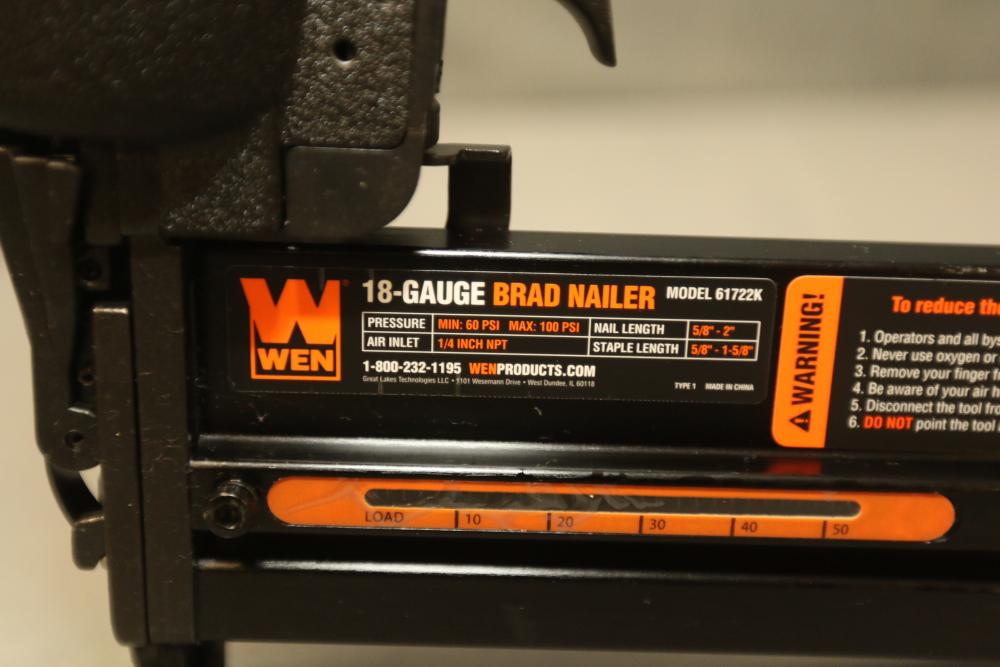 WEN
18-GAUGE BRAD NAILER MODEL 61722K
PRESSURE MIN: 60 PSI MAX: 100 PSI NAIL LENGTH 5/8" - 2"
AIR INLET 1/4 INCH NPT STAPLE LENGTH 5/8" - 1-5/8"
1-800-232-1195 WENPRODUCTS.COM
Great Lakes Technologies LLC • 1101 Wesemann Drive • West Dundee, IL 60118
TYPE 1 MADE IN CHINA
WARNING!
To reduce the
1. Operators and all
2. Never use oxygen or
3. Remove your finger
4. Be aware of your air
5. Disconnect the tool
6. DO NOT point the tool
LOAD 10 20 30 40 50